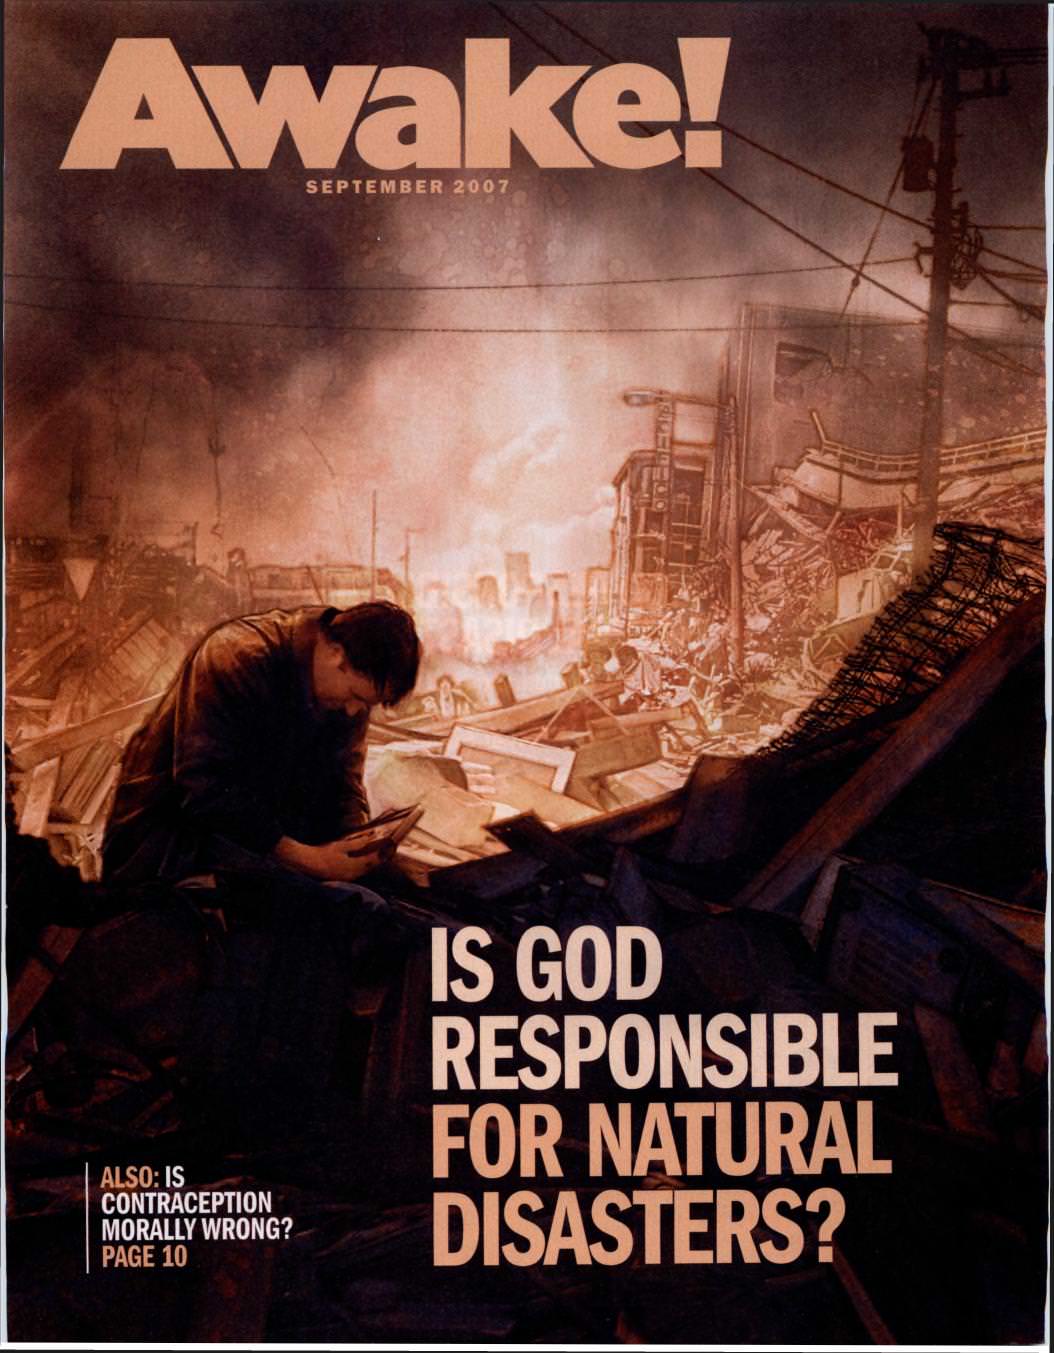 Awake!
SEPTEMBER 2007
IS GOD
RESPONSIBLE
FOR NATURAL
DISASTERS?
ALSO: IS
CONTRACEPTION
MORALLY WRONG?
PAGE 10